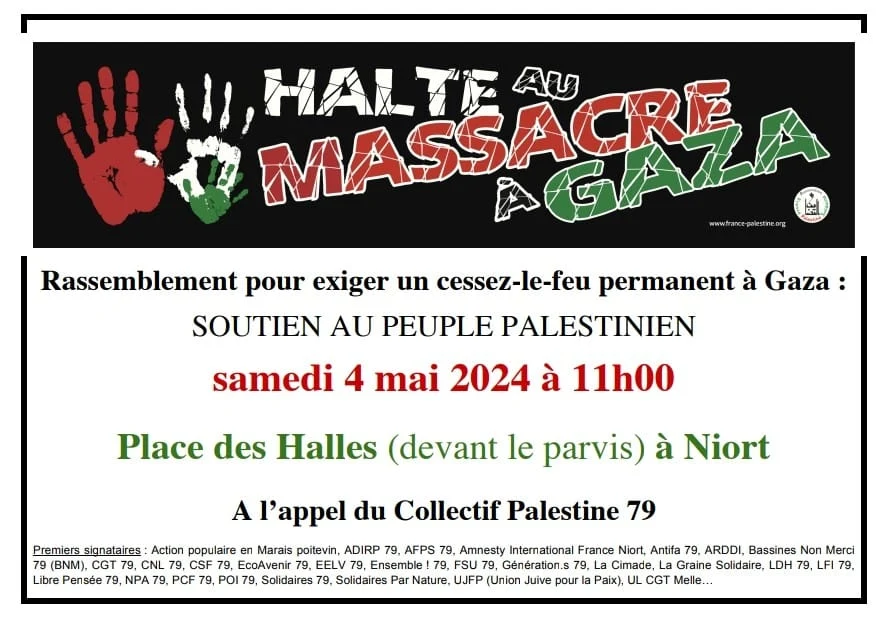 HALTE AU
MASSACRE
À GAZA
www.france-palestine.org
Rassemblement pour exiger un cessez-le-feu permanent à Gaza :
SOUTIEN AU PEUPLE PALESTINIEN
samedi 4 mai 2024 à 11h00
Place des Halles (devant le parvis) à Niort
A l’appel du Collectif Palestine 79
Premiers signataires : Action populaire en Marais poitevin, ADIRP 79, AFPS 79, Amnesty International France Niort, Antifa 79, ARDDI, Bassines Non Merci
79 (BNM), CGT 79, CNL 79, CSF 79, EcoAvenir 79, EELV 79, Ensemble ! 79, FSU 79, Génération.s 79, La Cimade, La Graine Solidaire, LDH 79, LFI 79,
Libre Pensée 79, NPA 79, PCF 79, POI 79, Solidaires 79, Solidaires Par Nature, UJFP (Union Juive pour la Paix), UL CGT Melle…